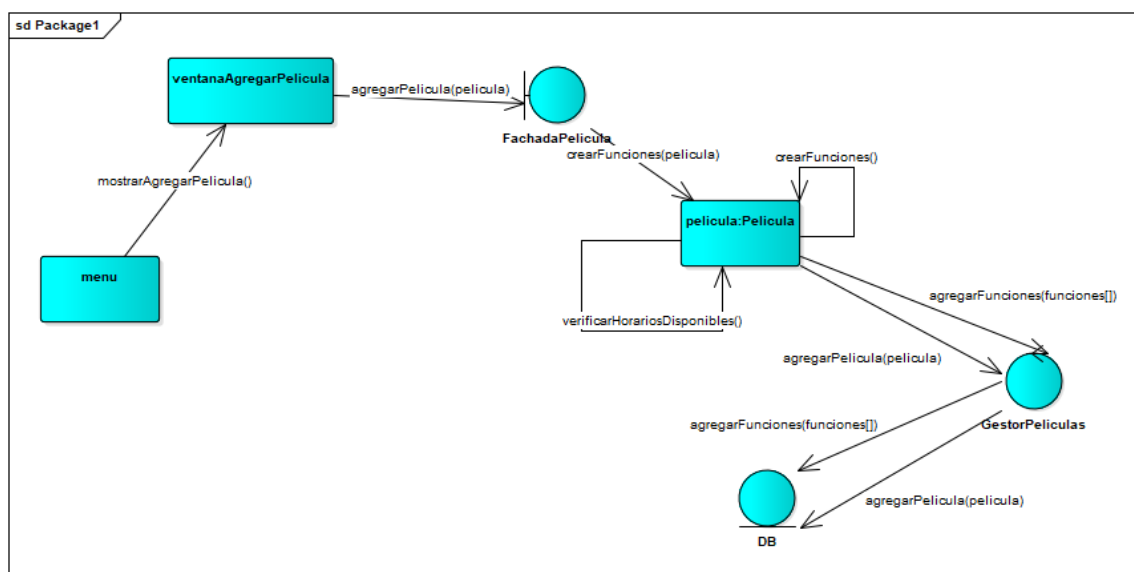 sd Package1
ventanaAgregarPelicula
agregarPelicula(pelicula)
FachadaPelicula
crearFunciones(pelicula)
crearFunciones()
mostrarAgregarPelicula()
pelicula:Pelicula
menu
agregarFunciones(funciones[])
verificarHorariosDisponibles()
agregarPelicula(pelicula)
agregarFunciones(funciones[])
GestorPeliculas
agregarPelicula(pelicula)
DB